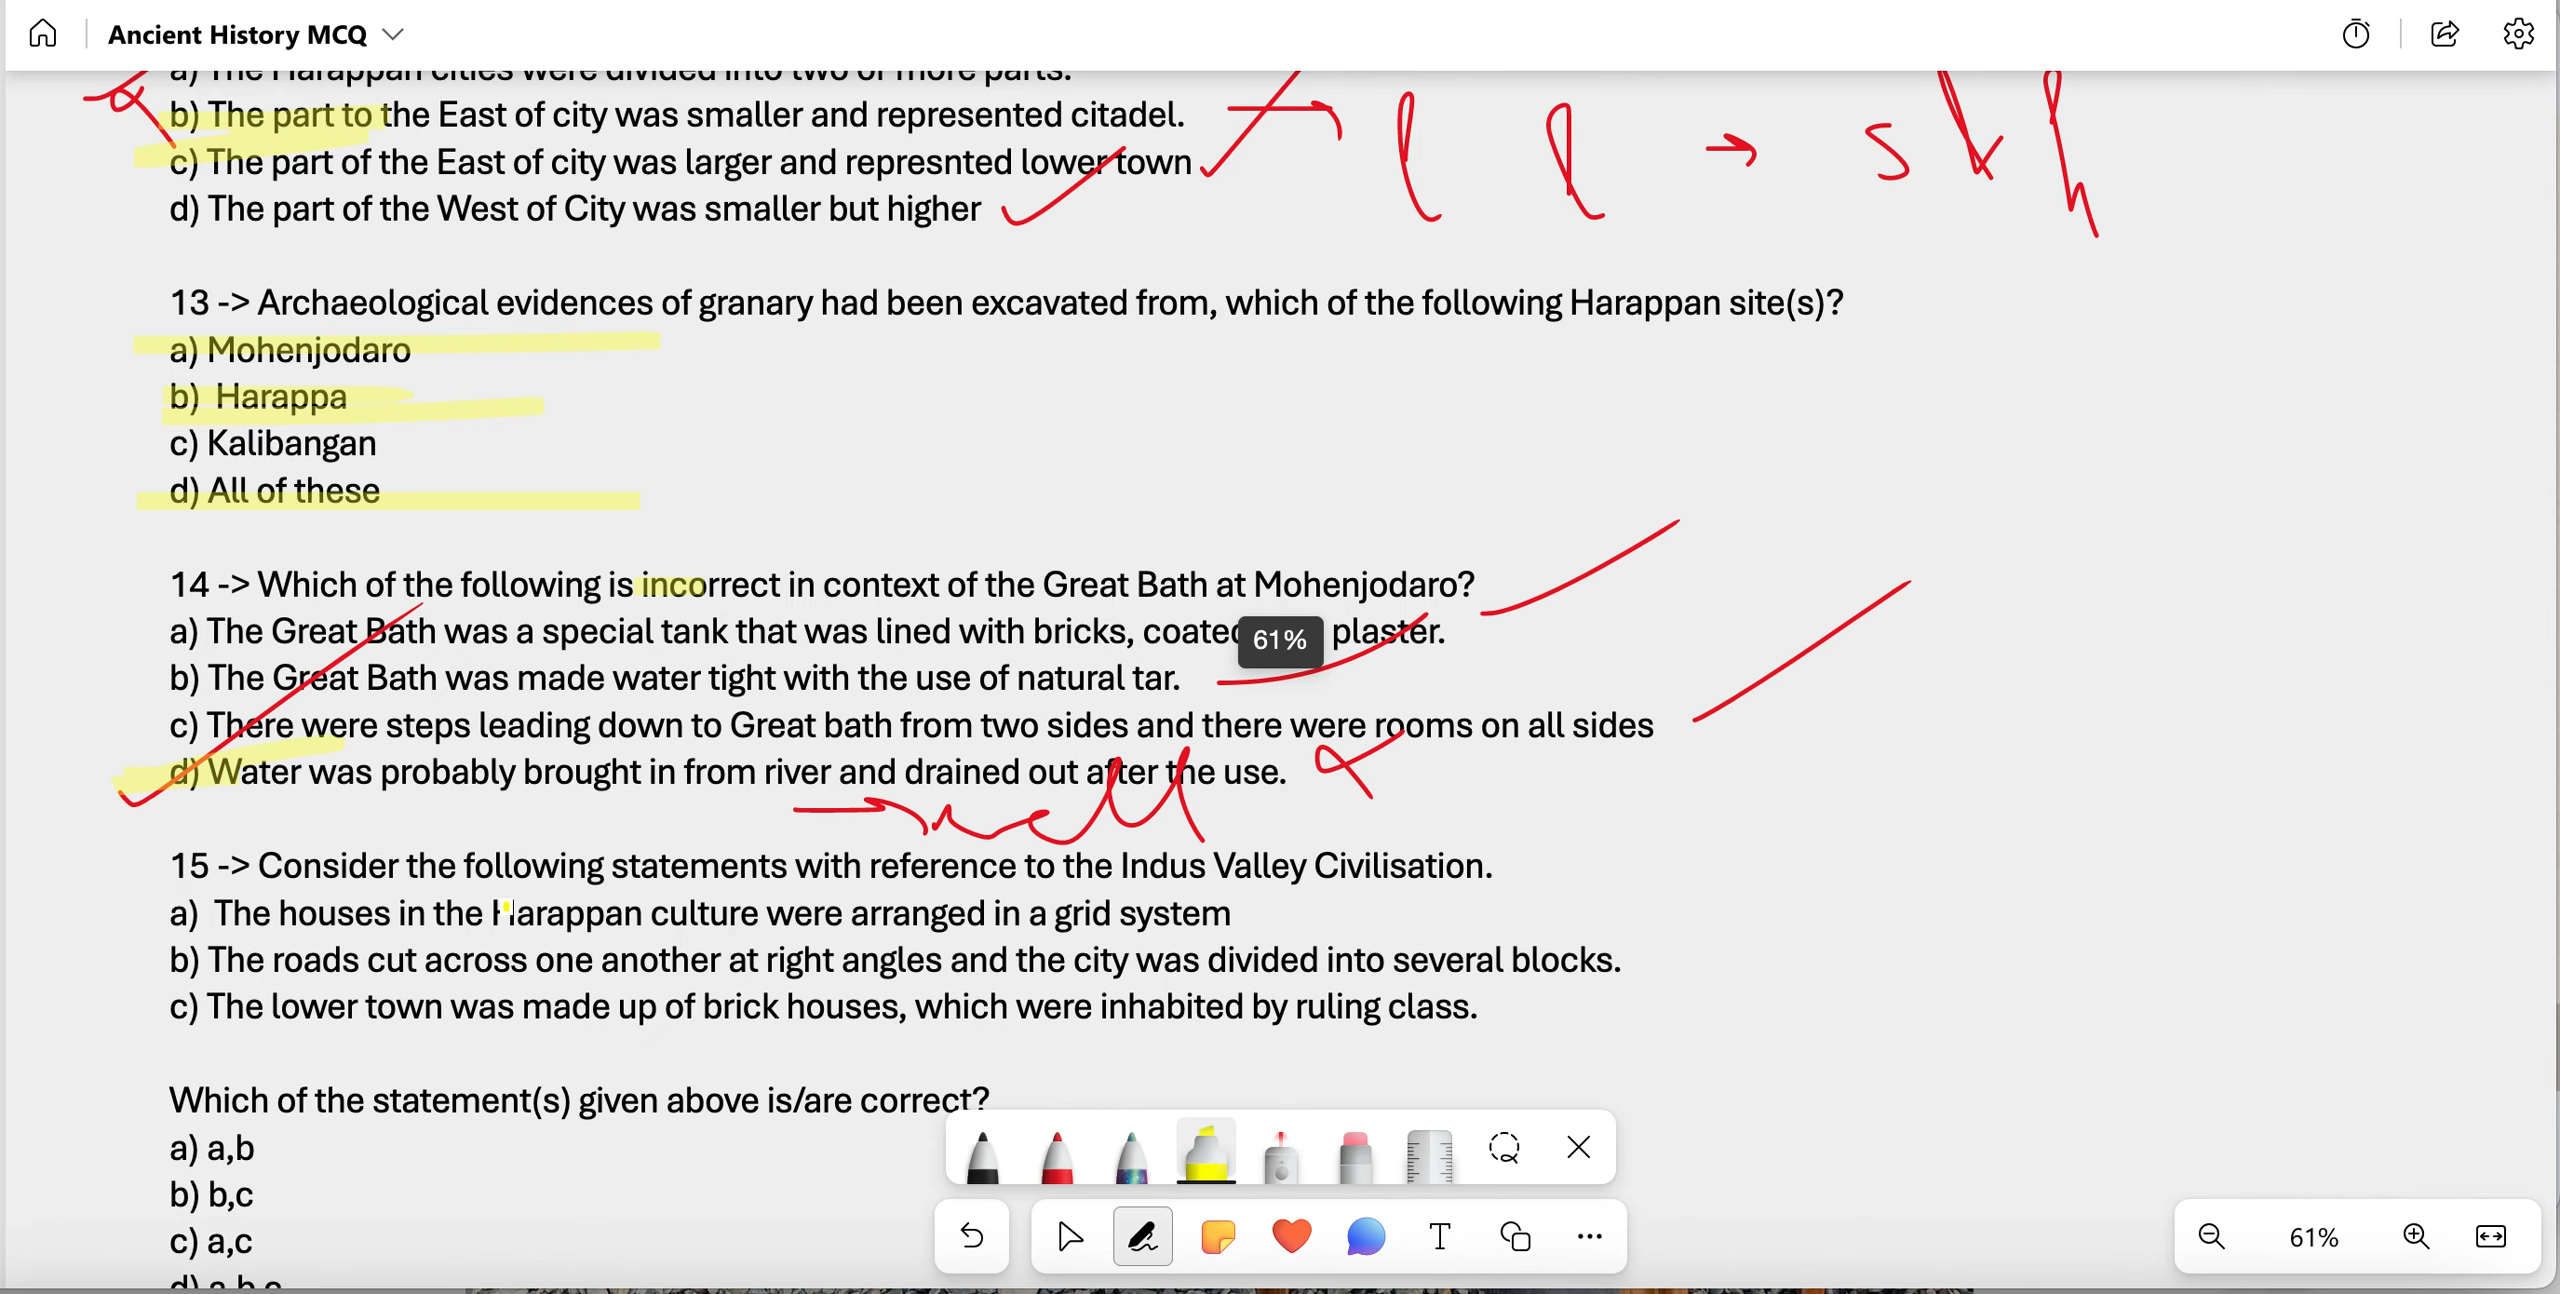 Ancient History MCQ
a) The Harappan cities were divided into two or more parts.
b) The part to the East of city was smaller and represented citadel.
c) The part of the East of city was larger and represnted lower town
d) The part of the West of City was smaller but higher
13 -> Archaeological evidences of granary had been excavated from, which of the following Harappan site(s)?
a) Mohenjodaro
b) Harappa
c) Kalibangan
d) All of these
14 -> Which of the following is incorrect in context of the Great Bath at Mohenjodaro?
a) The Great Bath was a special tank that was lined with bricks, coated plaster.
61%
b) The Great Bath was made water tight with the use of natural tar.
c) There were steps leading down to Great bath from two sides and there were rooms on all sides
d) Water was probably brought in from river and drained out after the use.
well
15 -> Consider the following statements with reference to the Indus Valley Civilisation.
a) The houses in the Harappan culture were arranged in a grid system
b) The roads cut across one another at right angles and the city was divided into several blocks.
c) The lower town was made up of brick houses, which were inhabited by ruling class.
Which of the statement(s) given above is/are correct?
a) a,b
b) b,c
c) a,c
d) a,b,c
61%